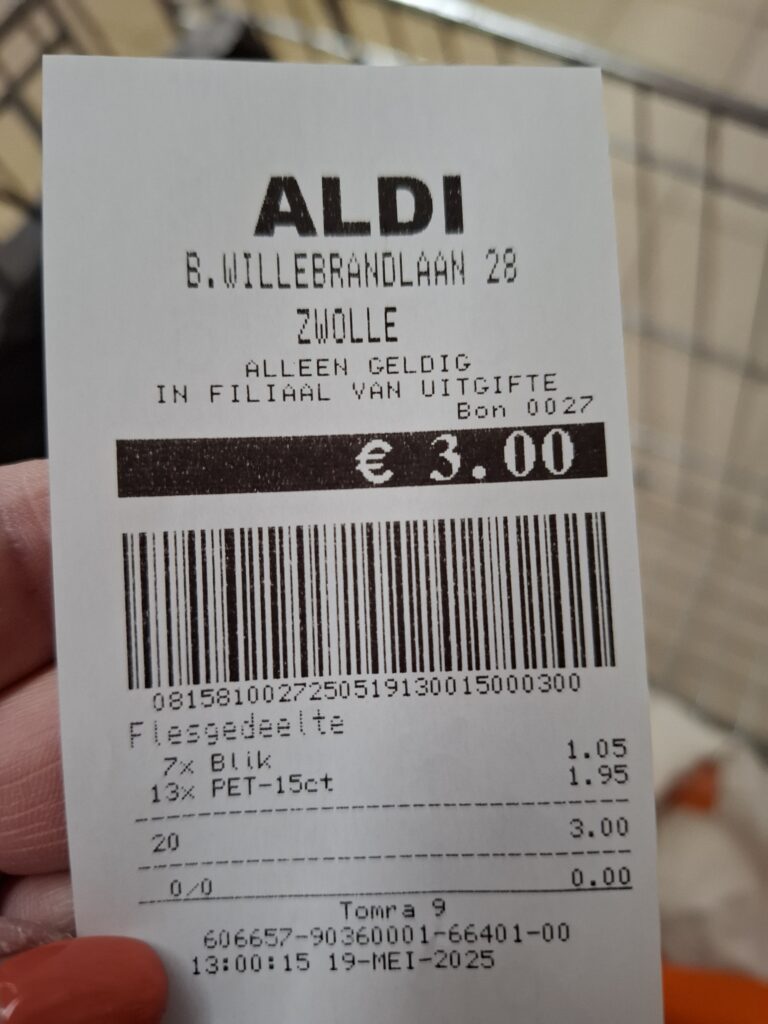 ALDI
B.WILLEBRANDLAAN 28
ZWOLLE
ALLEEN GELDIG
IN FILIAAL VAN UITGIFTE
Bon 0027
€ 3.00
0815810027250519130015000300
Flesgedeelte
7x Blik 1.05
13x PET-15ct 1.95
20 3.00
0/0 0.00
Tomra 9
606657-90360001-66401-00
13:00:15 19-MEI-2025